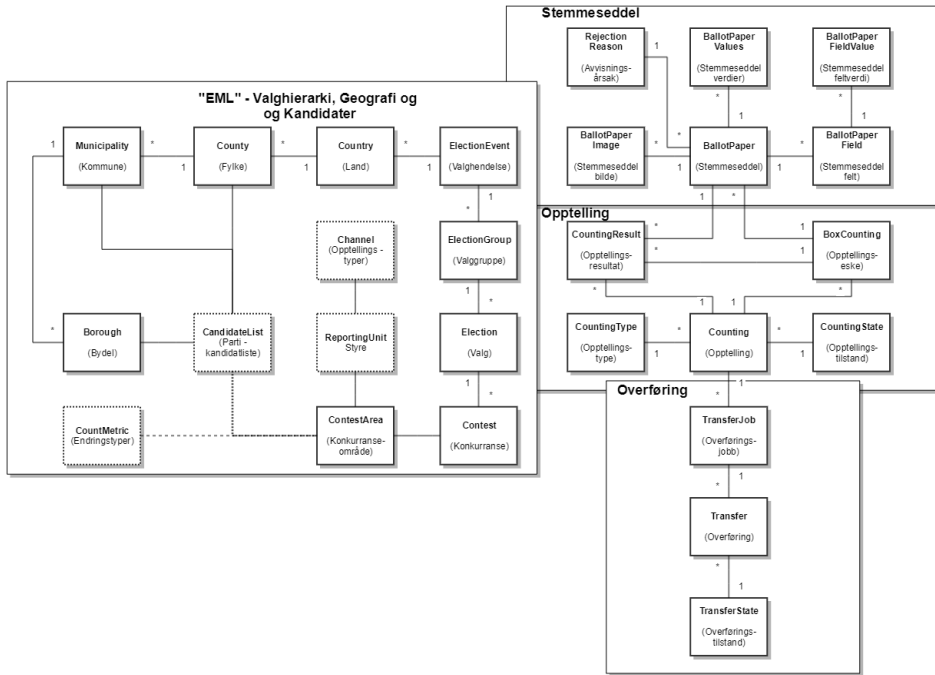 Stemmeseddel
Rejection
Reason
(Avvisnings-
årsak)
1
BallotPaper
Values
(Stemmeseddel
verdier)
BallotPaper
FieldValue
(Stemmeseddel
feltverdi)
*
*
*
1
1
BallotPaper
Image
(Stemmeseddel
bilde)
*
1
BallotPaper
(Stemmeseddel)
1
*
BallotPaper
Field
(Stemmeseddel
felt)
1
*
"EML" - Valghierarki, Geografi og
og Kandidater
1
Municipality
(Kommune)
*
1
County
(Fylke)
*
1
Country
(Land)
*
1
ElectionEvent
(Valghendelse)
1
*
Channel
(Opptellings -
typer)
ElectionGroup
(Valggruppe)
1
*
*
Borough
(Bydel)
CandidateList
(Parti -
kandidatliste)
ReportingUnit
Styre
Election
(Valg)
1
*
CountMetric
(Endringstyper)
ContestArea
(Konkurranse-
område)
Contest
(Konkurranse)
Opptelling
CountingResult
(Opptellings-
resultat)
*
*
1
1
BoxCounting
(Opptellings-
eske)
*
1
1
*
CountingType
(Opptellings-
type)
*
1
Counting
(Opptelling)
*
1
CountingState
(Opptellings-
tilstand)
Overføring
1
*
TransferJob
(Overførings-
jobb)
1
*
Transfer
(Overføring)
*
1
TransferState
(Overførings-
tilstand)